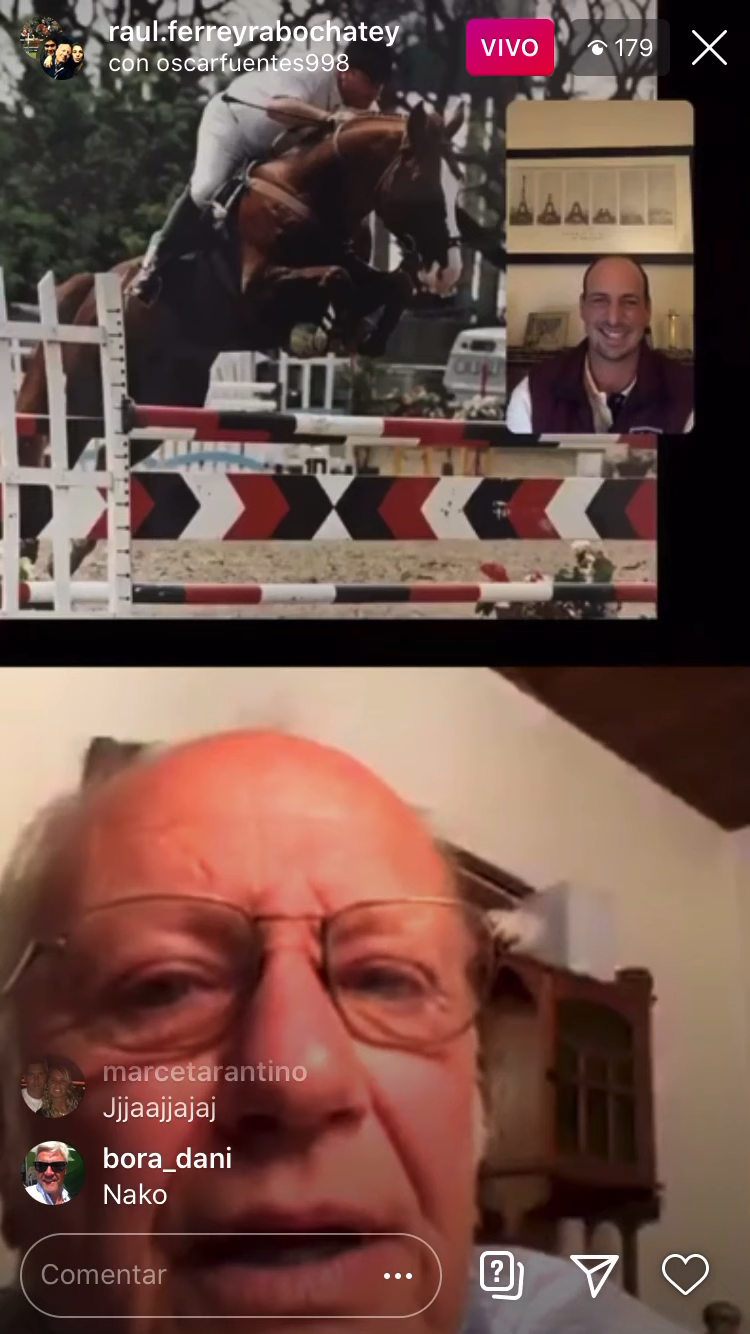 raul.ferreyrabochatey
con oscarfuentes998
VIVO
179
marcetarantino
Jjjaajjajaj
bora_dani
Nako
Comentar